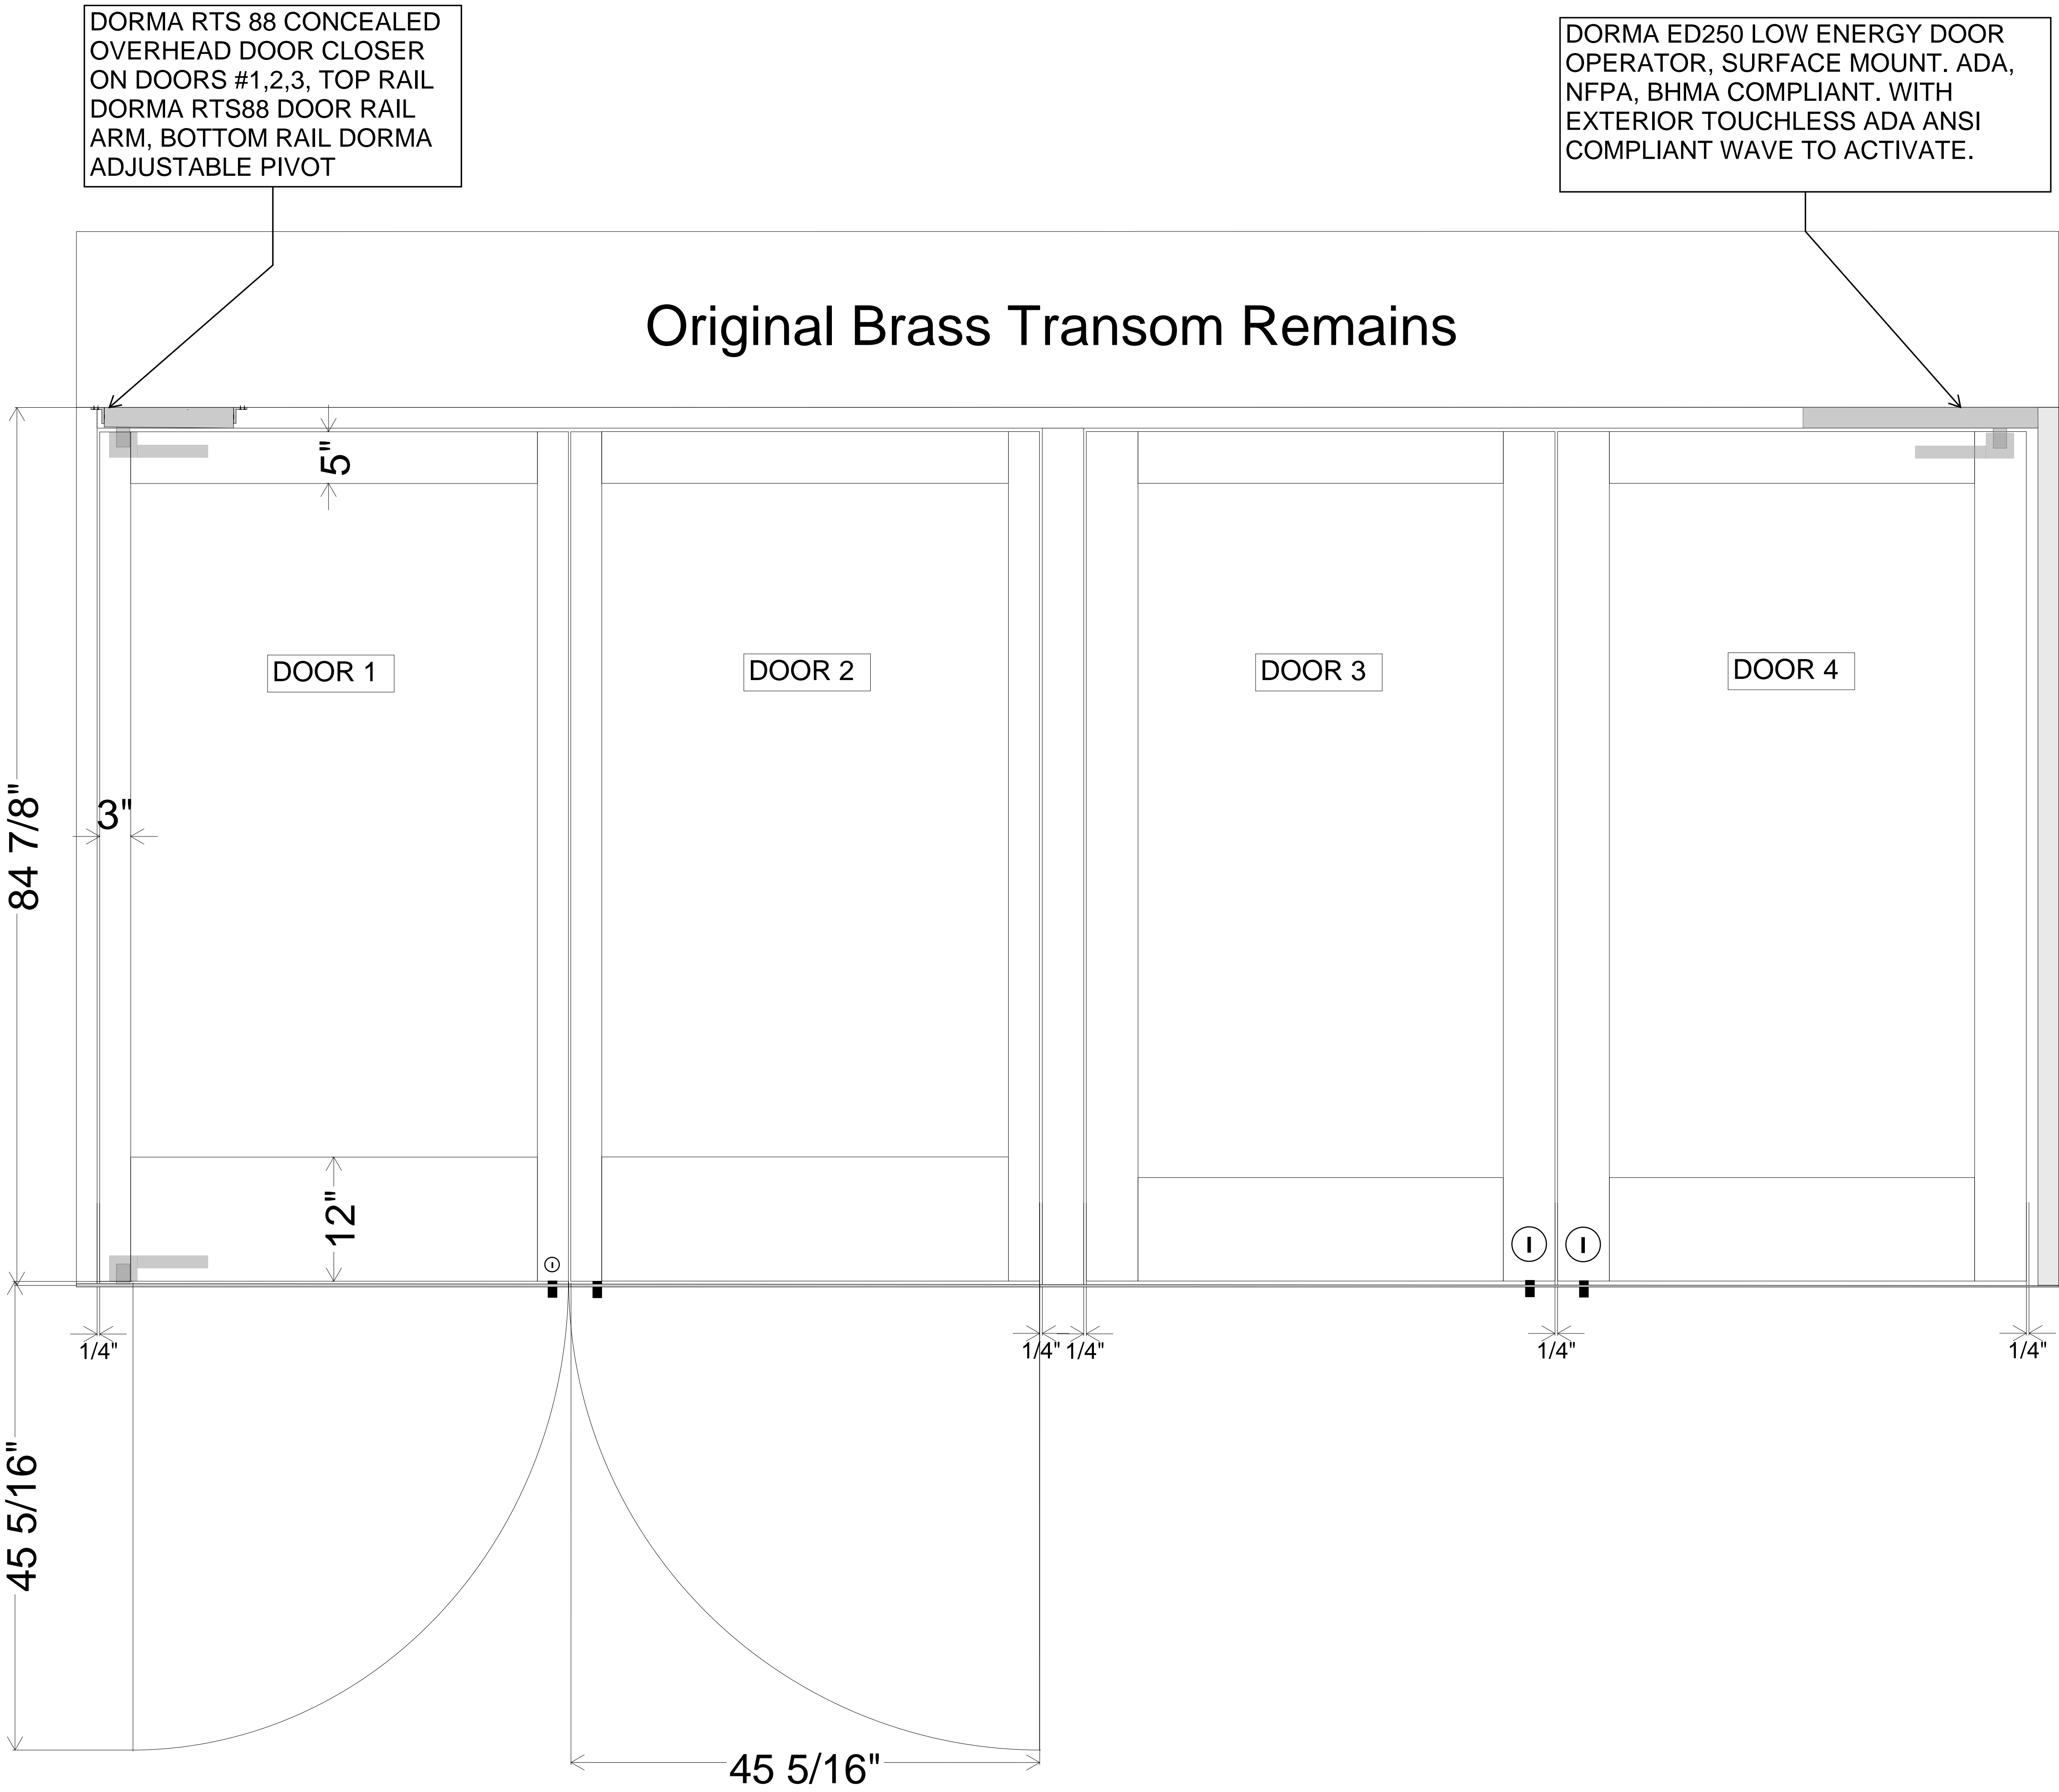 DORMA RTS 88 CONCEALED
OVERHEAD DOOR CLOSER
ON DOORS #1,2,3, TOP RAIL
DORMA RTS88 DOOR RAIL
ARM, BOTTOM RAIL DORMA
ADJUSTABLE PIVOT
DORMA ED250 LOW ENERGY DOOR
OPERATOR, SURFACE MOUNT. ADA,
NFPA, BHMA COMPLIANT. WITH
EXTERIOR TOUCHLESS ADA ANSI
COMPLIANT WAVE TO ACTIVATE.
Original Brass Transom Remains
5"
DOOR 1
DOOR 2
DOOR 3
DOOR 4
3"
84 7/8"
12"
1/4"
1/4"
1/4"
1/4"
1/4"
45 5/16"
45 5/16"